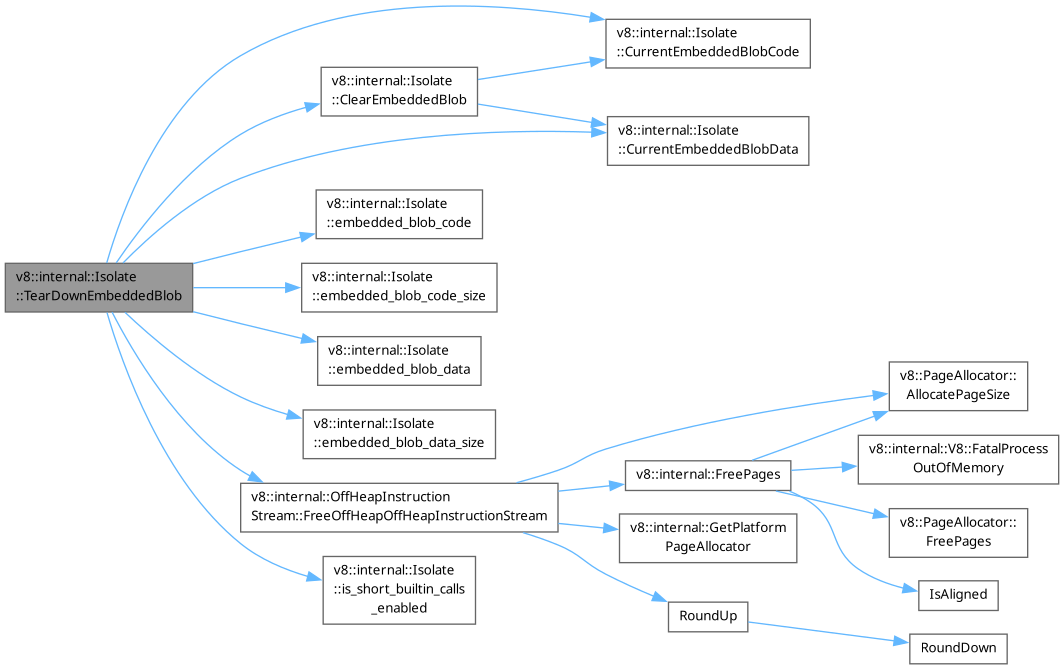 v8::internal::Isolate
::TearDownEmbeddedBlob
v8::internal::Isolate
::CurrentEmbeddedBlobCode
v8::internal::Isolate
::ClearEmbeddedBlob
v8::internal::Isolate
::CurrentEmbeddedBlobData
v8::internal::Isolate
::embedded_blob_code
v8::internal::Isolate
::embedded_blob_code_size
v8::internal::Isolate
::embedded_blob_data
v8::internal::Isolate
::embedded_blob_data_size
v8::internal::OffHeapInstruction
Stream::FreeOffHeapOffHeapInstructionStream
v8::internal::Isolate
::is_short_builtin_calls
_enabled
v8::internal::FreePages
v8::internal::GetPlatform
PageAllocator
RoundUp
v8::PageAllocator::
AllocatePageSize
v8::internal::V8::FatalProcess
OutOfMemory
v8::PageAllocator::
FreePages
IsAligned
RoundDown